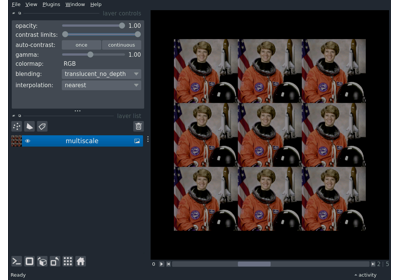 File View Plugins Window Help
layer controls
opacity: 1.00
contrast limits:
auto-contrast: once continuous
gamma: 1.00
colormap: RGB
blending: translucent_no_depth
interpolation: nearest
layer list
multiscale
Ready
activity